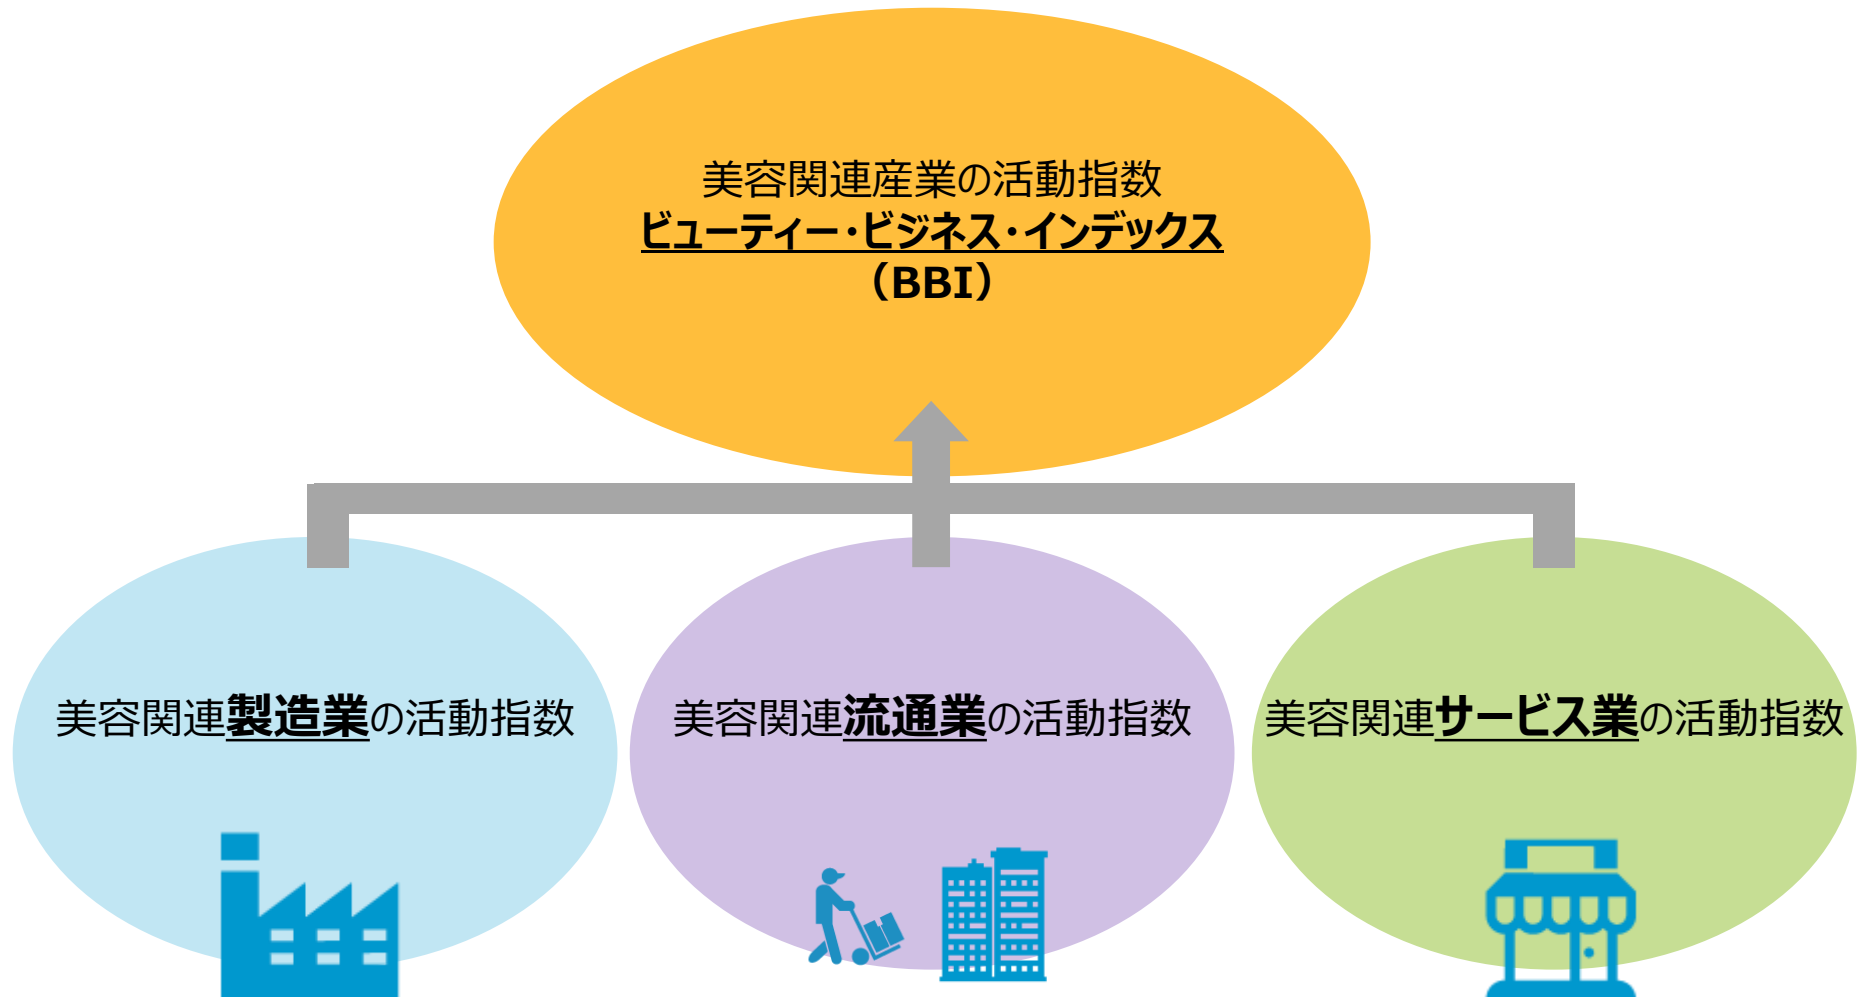 美容関連産業の活動指数
ビューティー・ビジネス・インデックス
（BBI）
美容関連製造業の活動指数
美容関連流通業の活動指数
美容関連サービス業の活動指数